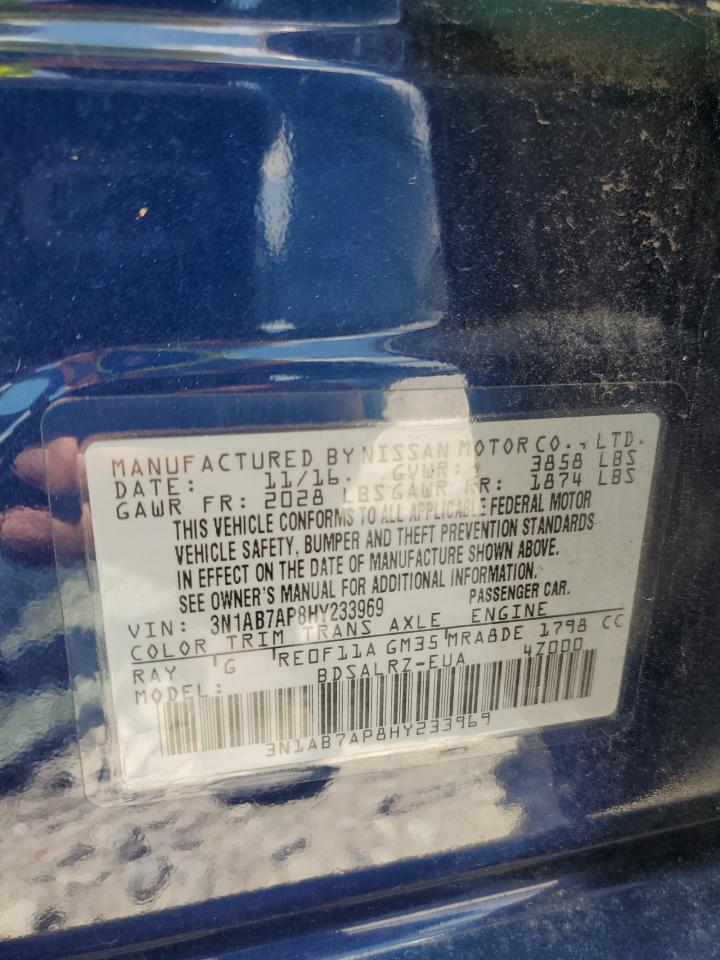 MANUFACTURED BY NISSAN MOTOR CO., LTD.
DATE: 11/16. GVWR: 3858 LBS
GAWR FR: 2028 LBS GAWR RR: 1874 LBS
THIS VEHICLE CONFORMS TO ALL APPLICABLE FEDERAL MOTOR
VEHICLE SAFETY, BUMPER AND THEFT PREVENTION STANDARDS
IN EFFECT ON THE DATE OF MANUFACTURE SHOWN ABOVE.
SEE OWNER'S MANUAL FOR ADDITIONAL INFORMATION.
VIN: 3N1AB7AP8HY233969 PASSENGER CAR.
COLOR TRIM TRANS AXLE ENGINE
RAY G RE0F11A GM35 MRA8DE 1798 CC
MODEL: BDSALRZ-EUA 4Z000
3N1AB7AP8HY233969